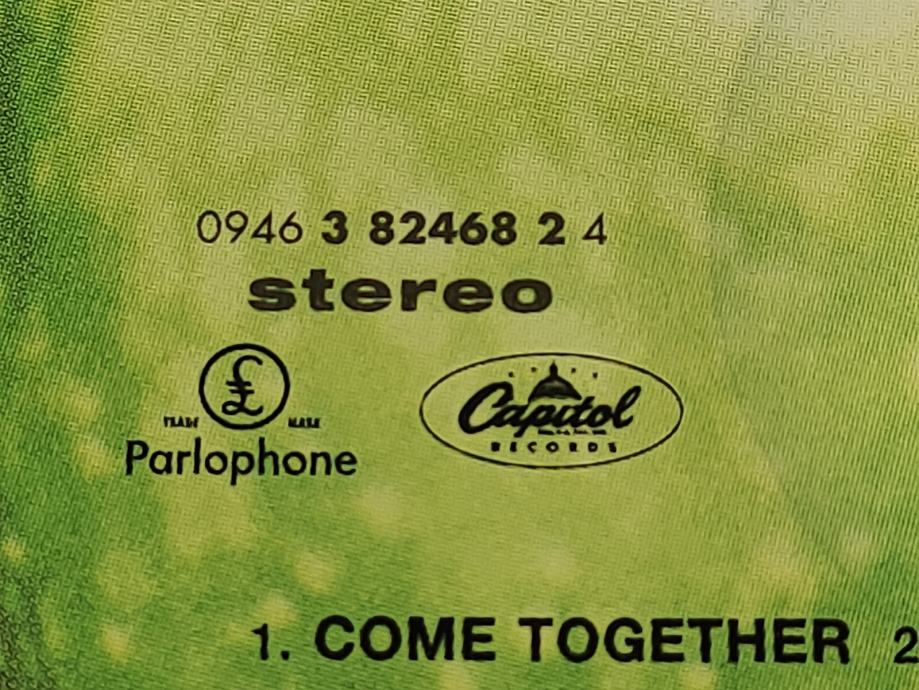 0946 3 82468 2 4
stereo
£
TRADE MARK
Parlophone
Capitol
RECORDS
1. COME TOGETHER 2